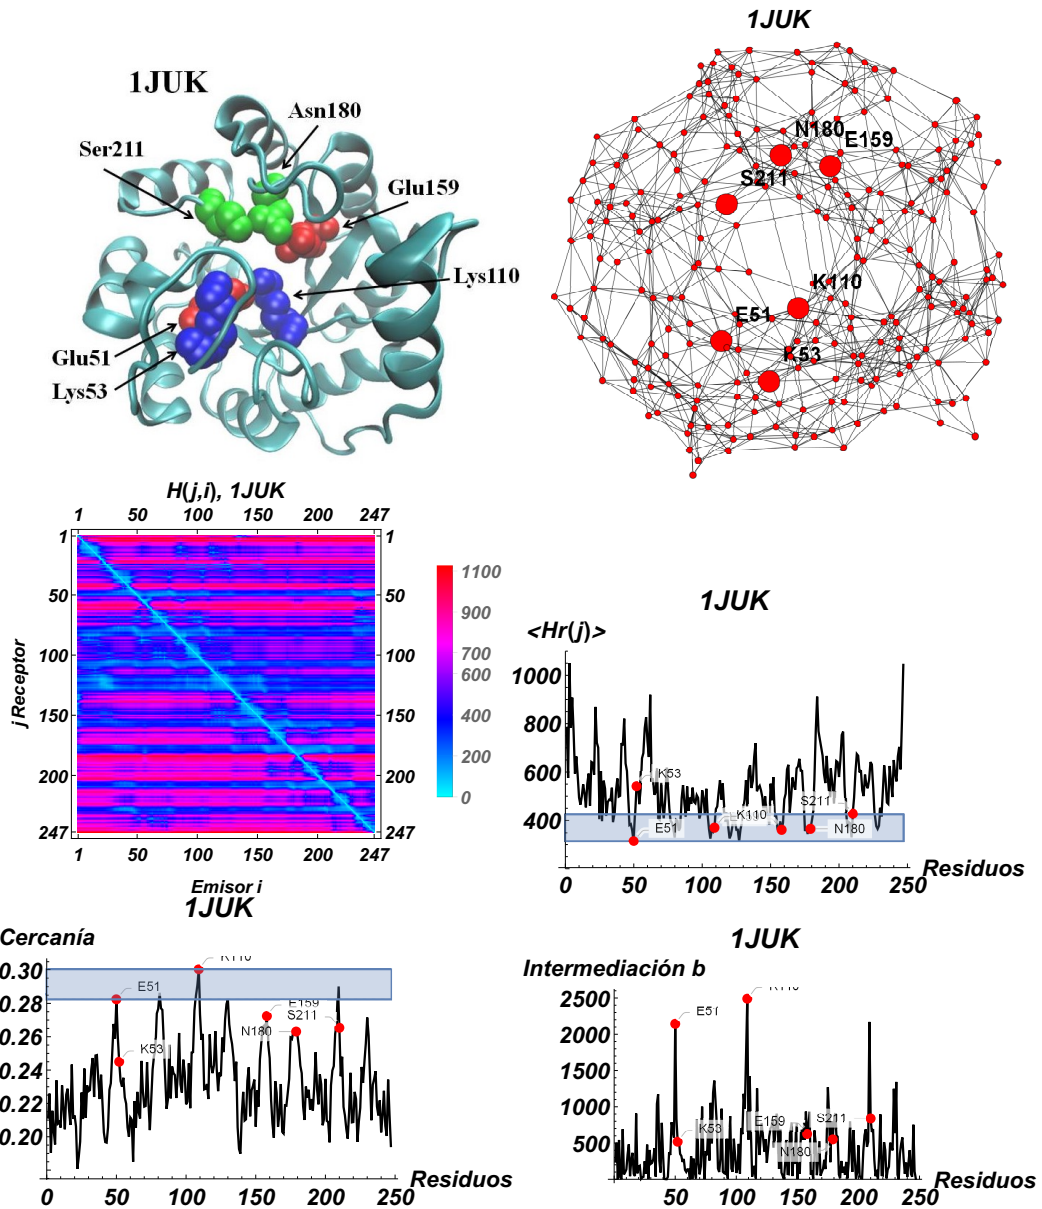 1JUK
Asn180
Ser211
Glu159
Lys110
Glu51
Lys53
1JUK
N180
E159
S211
K110
E51
K53
H(j,i), 1JUK
1 50 100 150 200 247
1 50 100 150 200 247
1 50 100 150 200 247
1 50 100 150 200 247
j Receptor
Emisor i
1100
900
700
600
400
200
100
0
1JUK
<Hr(j)>
1000
800
600
400
K53
S211
K110
E51
N180
0 50 100 150 200 250
Residuos
1JUK
Cercanía
0.30
0.28
0.26
0.24
0.22
0.20
K110
E51
E159
S211
N180
K53
0 50 100 150 200 250
Residuos
1JUK
Intermediación b
2500
2000
1500
1000
500
E51
E159
S211
K53
N180
50 100 150 200 250
Residuos